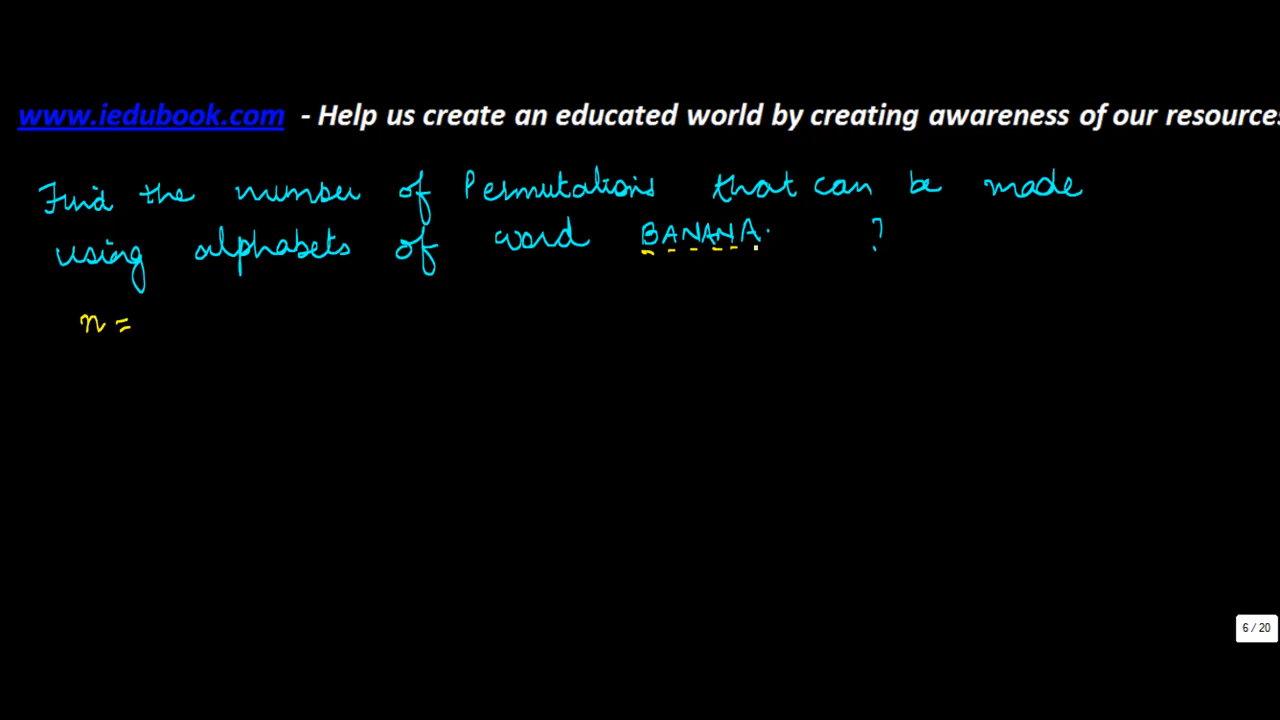 www.iedubook.com - Help us create an educated world by creating awareness of our resources
Find the number of Permutations that can be made
using alphabets of word BANANA. ?
n =
6 / 20